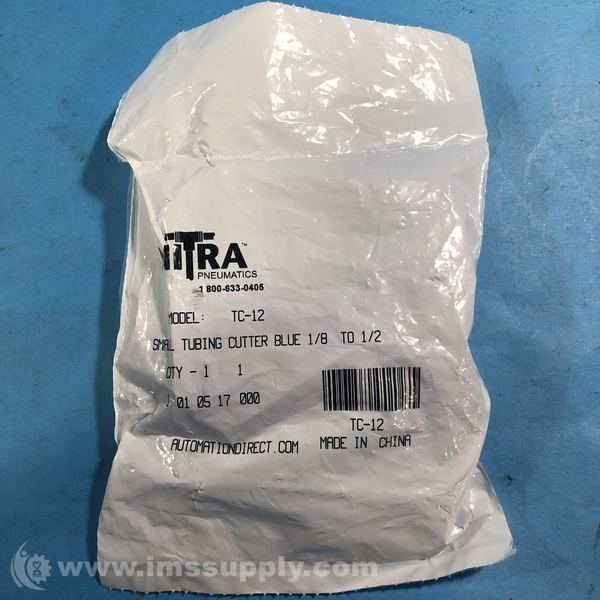 NITRA™
PNEUMATICS
1 800-633-0405
MODEL: TC-12
SMAL TUBING CUTTER BLUE 1/8 TO 1/2
QTY - 1 1
01 05 17 000
TC-12
AUTOMATIONDIRECT.COM MADE IN CHINA
www.imssupply.com